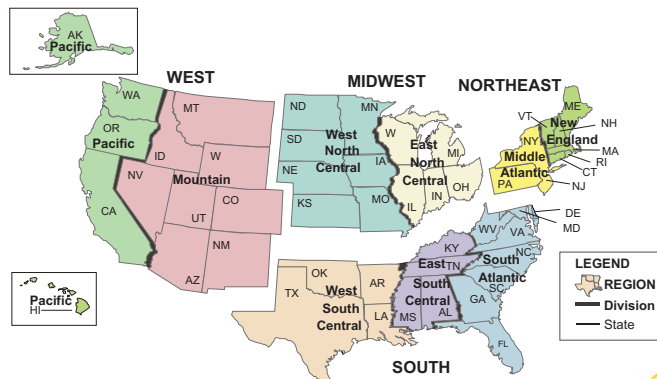 AK
Pacific
WEST
MIDWEST
NORTHEAST
WA
MT
ND
MN
VT
ME
NH
OR
Pacific
ID
W
SD
West
North
Central
W
East
North
Central
MI
NY
New
England
MA
RI
CT
Middle
Atlantic
NJ
PA
NV
Mountain
NE
IA
CA
UT
CO
KS
MO
IL
IN
OH
AZ
NM
DE
MD
WV
VA
KY
NC
OK
AR
East
South
Central
TN
South
Atlantic
SC
TX
West
South
Central
LA
MS
AL
GA
FL
Pacific
HI
SOUTH
LEGEND
REGION
Division
State